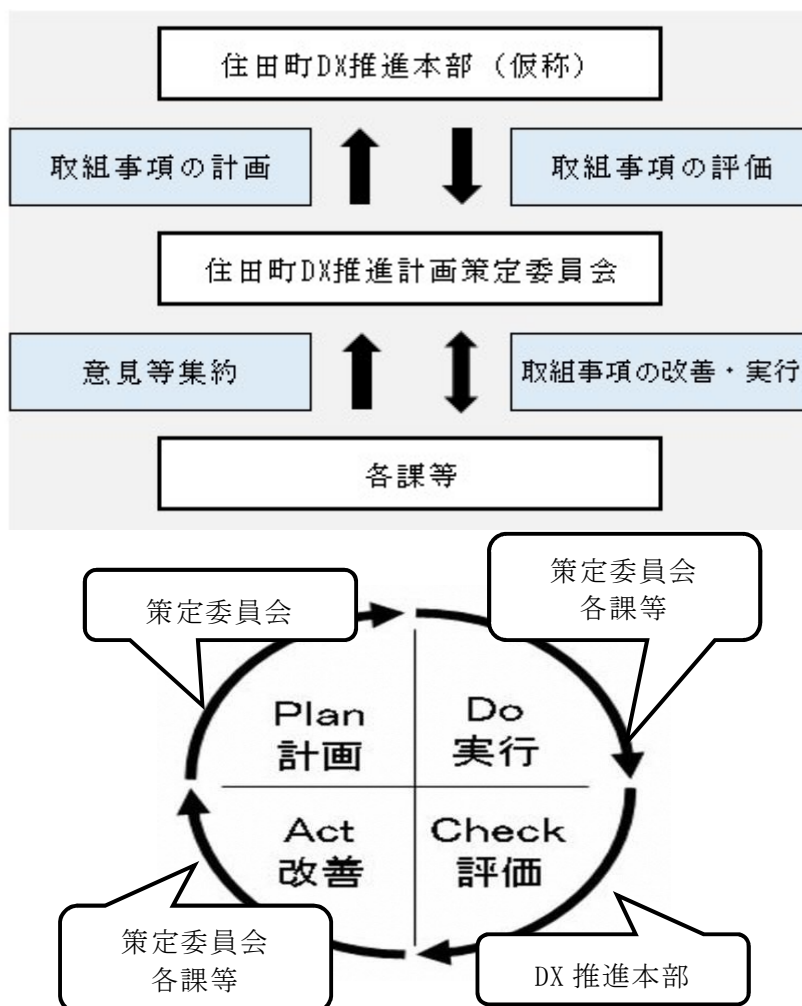 住田町DX推進本部（仮称）
取組事項の計画
取組事項の評価
住田町DX推進計画策定委員会
意見等集約
取組事項の改善・実行
各課等
策定委員会
策定委員会
各課等
Plan
計画
Do
実行
Act
改善
Check
評価
策定委員会
各課等
DX推進本部